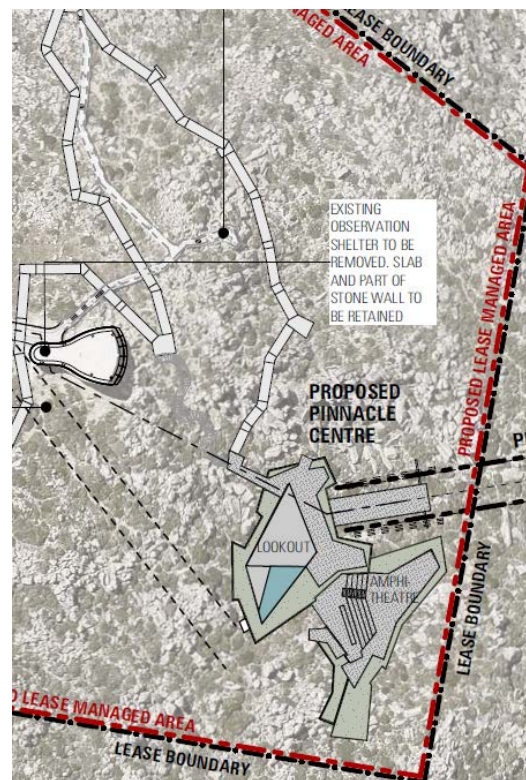 LEASE BOUNDARY
MANAGED AREA
EXISTING
OBSERVATION
SHELTER TO BE
REMOVED. SLAB
AND PART OF
STONE WALL TO
BE RETAINED
PROPOSED LEASE MANAGED AREA
PROPOSED
PINNACLE
CENTRE
LOOKOUT
AMPHI-
THEATRE
LEASE BOUNDARY
LEASE MANAGED AREA
LEASE BOUNDARY